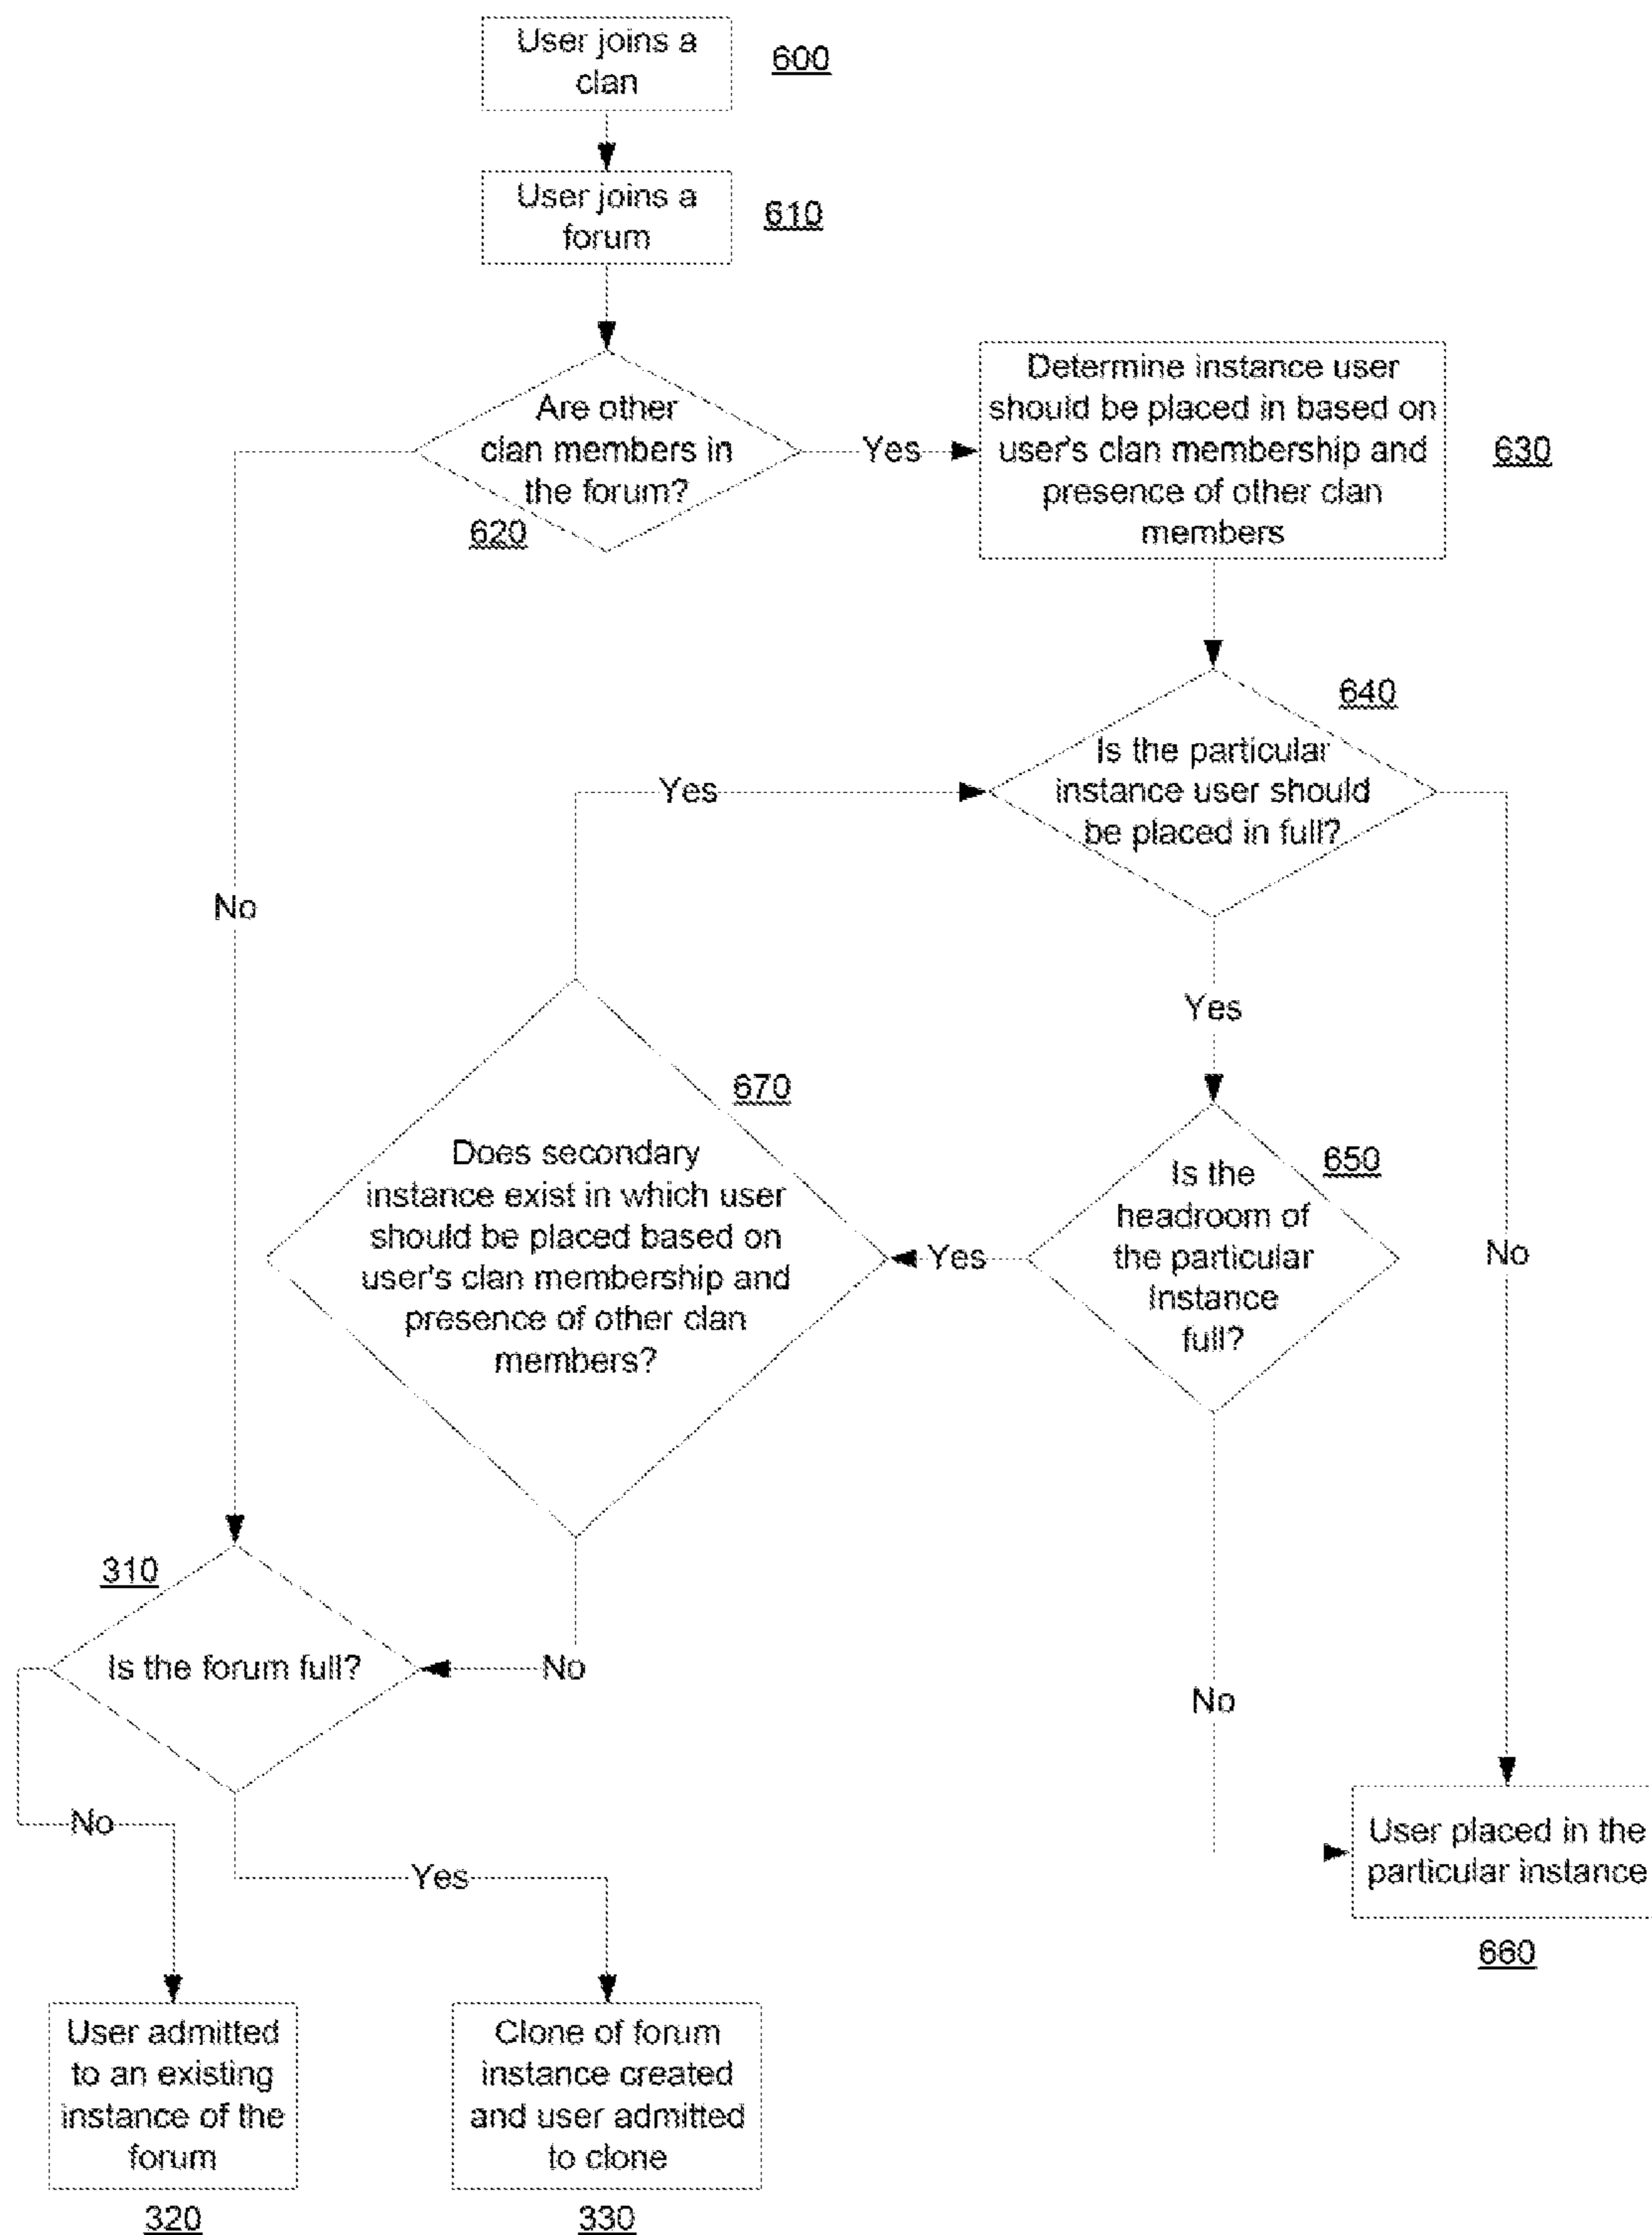 User joins a
clan
600
User joins a
forum
610
Are other
clan members in
the forum?
620
Yes
Determine instance user
should be placed in based on
user's clan membership and
presence of other clan
members
630
640
Is the particular
instance user should
be placed in full?
Yes
No
Yes
670
Does secondary
instance exist in which user
should be placed based on
user's clan membership and
presence of other clan
members?
Yes
650
Is the
headroom of
the particular
Instance
full?
No
310
Is the forum full?
No
No
No
Yes
User placed in the
particular instance
660
User admitted
to an existing
instance of the
forum
320
Clone of forum
instance created
and user admitted
to clone
330